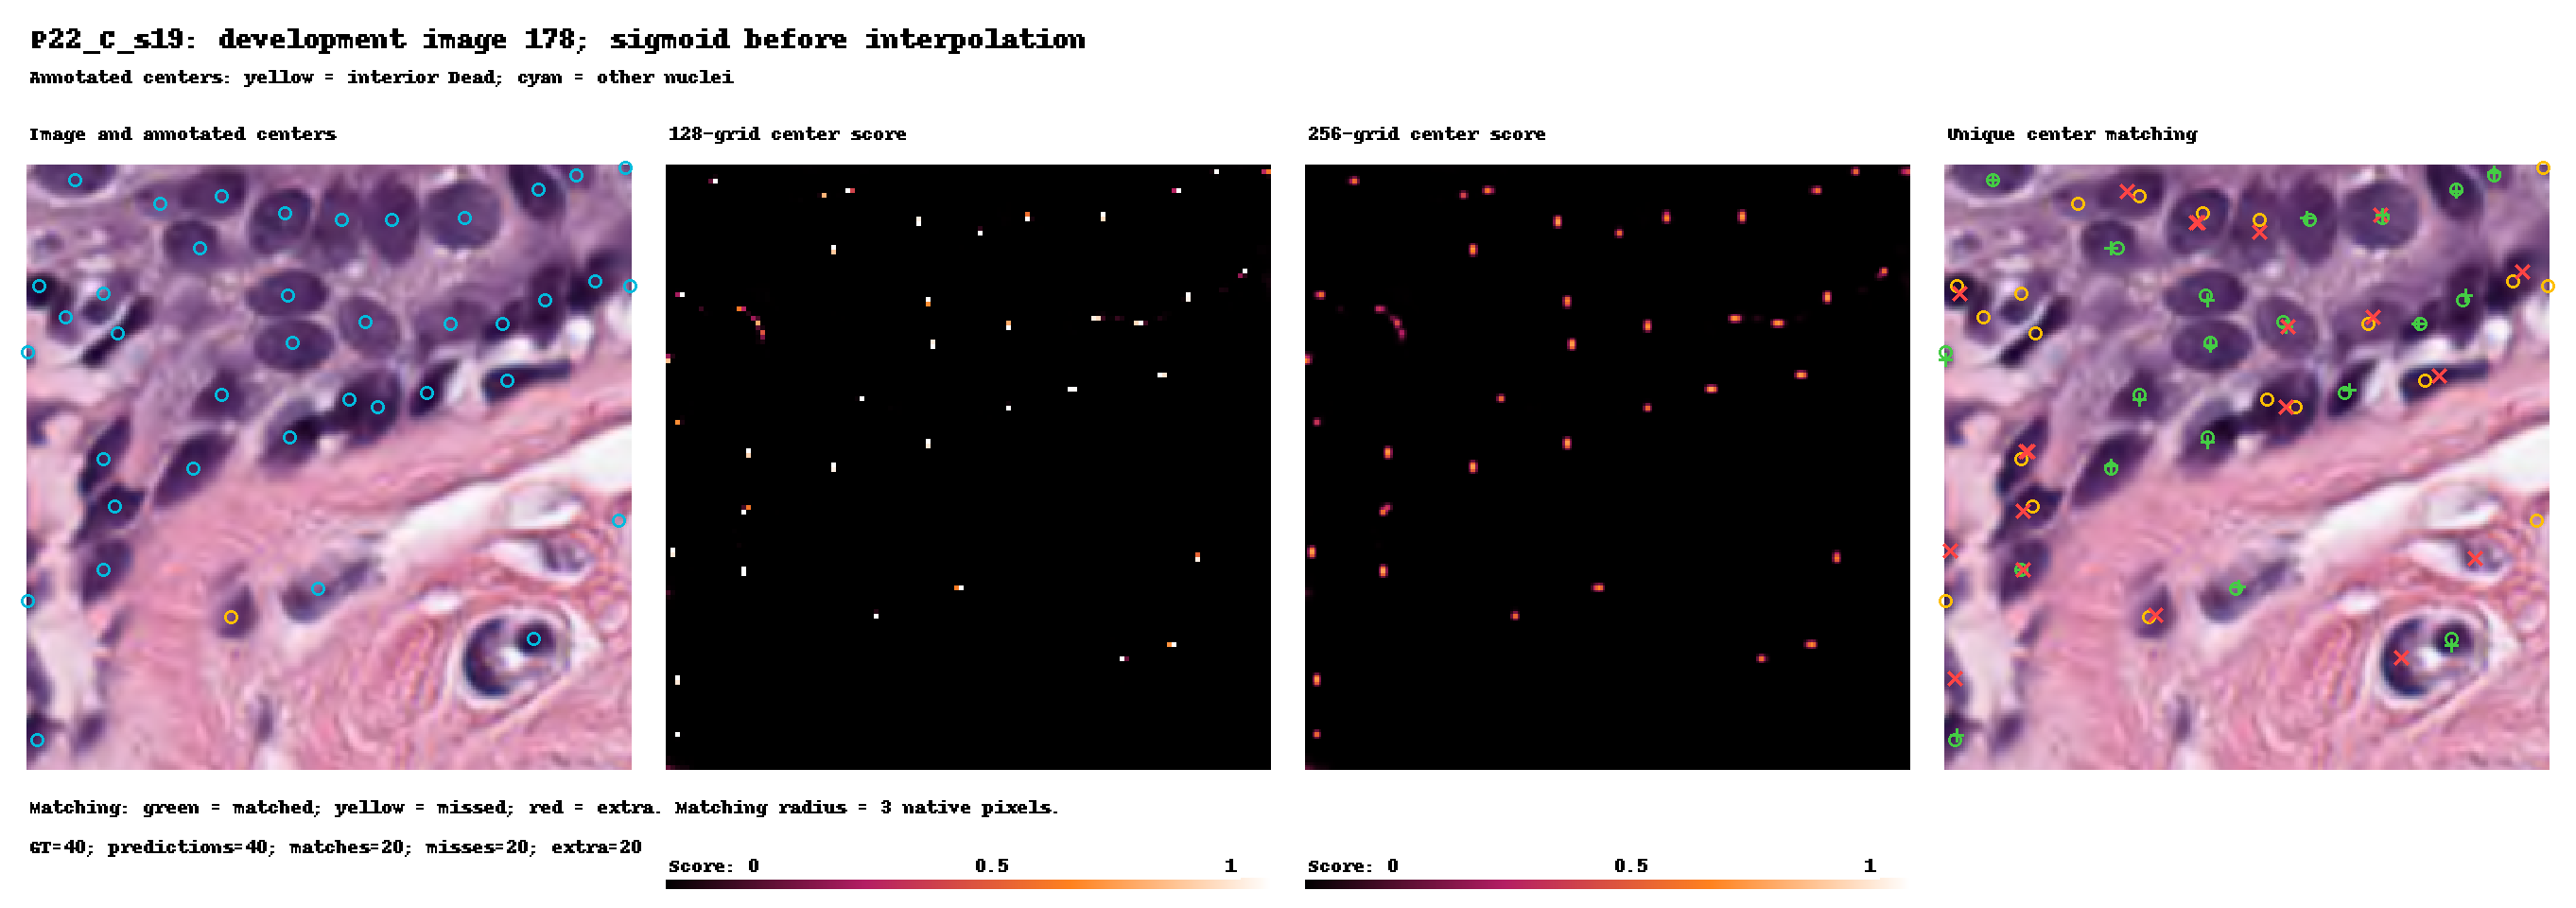 P22_C_s19: development image 178; sigmoid before interpolation
Annotated centers: yellow = interior Dead; cyan = other nuclei
Image and annotated centers
128-grid center score
256-grid center score
Unique center matching
Matching: green = matched; yellow = missed; red = extra. Matching radius = 3 native pixels.
GT=40; predictions=40; matches=20; misses=20; extra=20
Score: 0 0.5 1
Score: 0 0.5 1